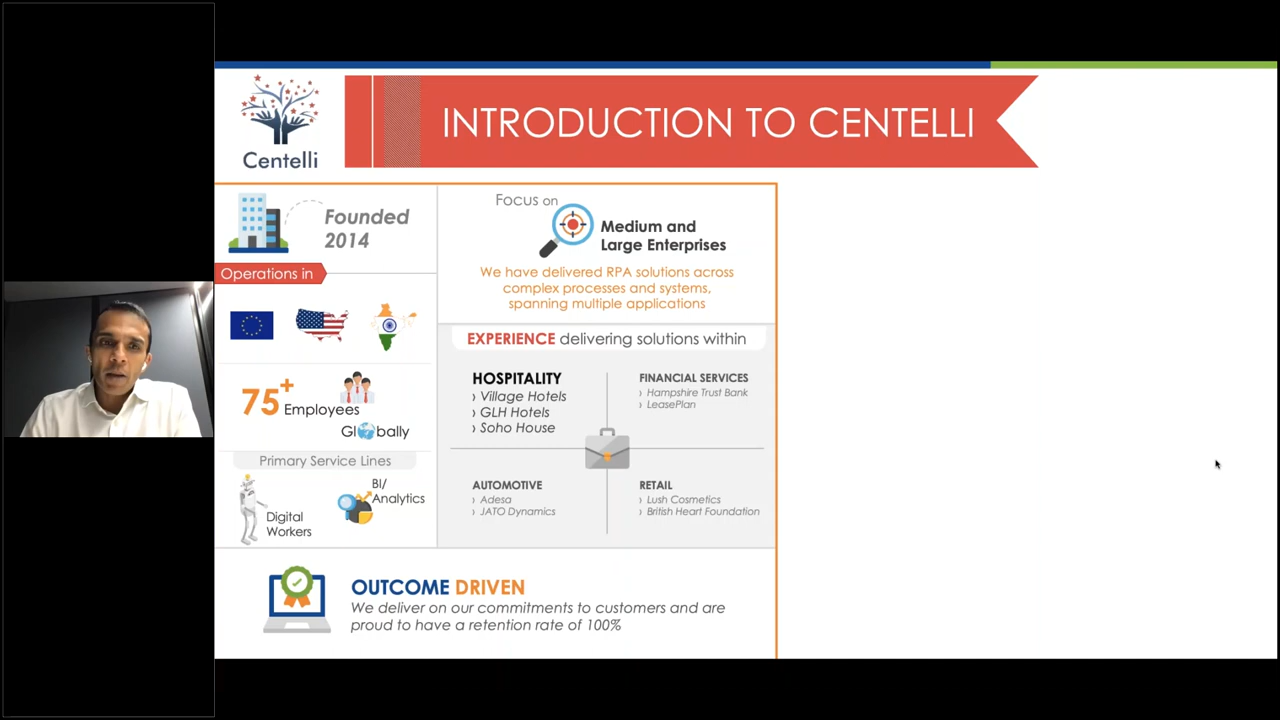 INTRODUCTION TO CENTELLI
Centelli
Founded
2014
Operations in
75+ Employees
Globally
Primary Service Lines
Digital
Workers
BI/
Analytics
Focus on
Medium and
Large Enterprises
We have delivered RPA solutions across
complex processes and systems,
spanning multiple applications
EXPERIENCE delivering solutions within
HOSPITALITY
› Village Hotels
› GLH Hotels
› Soho House
FINANCIAL SERVICES
› Hampshire Trust Bank
› LeasePlan
AUTOMOTIVE
› Adesa
› JATO Dynamics
RETAIL
› Lush Cosmetics
› British Heart Foundation
OUTCOME DRIVEN
We deliver on our commitments to customers and are
proud to have a retention rate of 100%